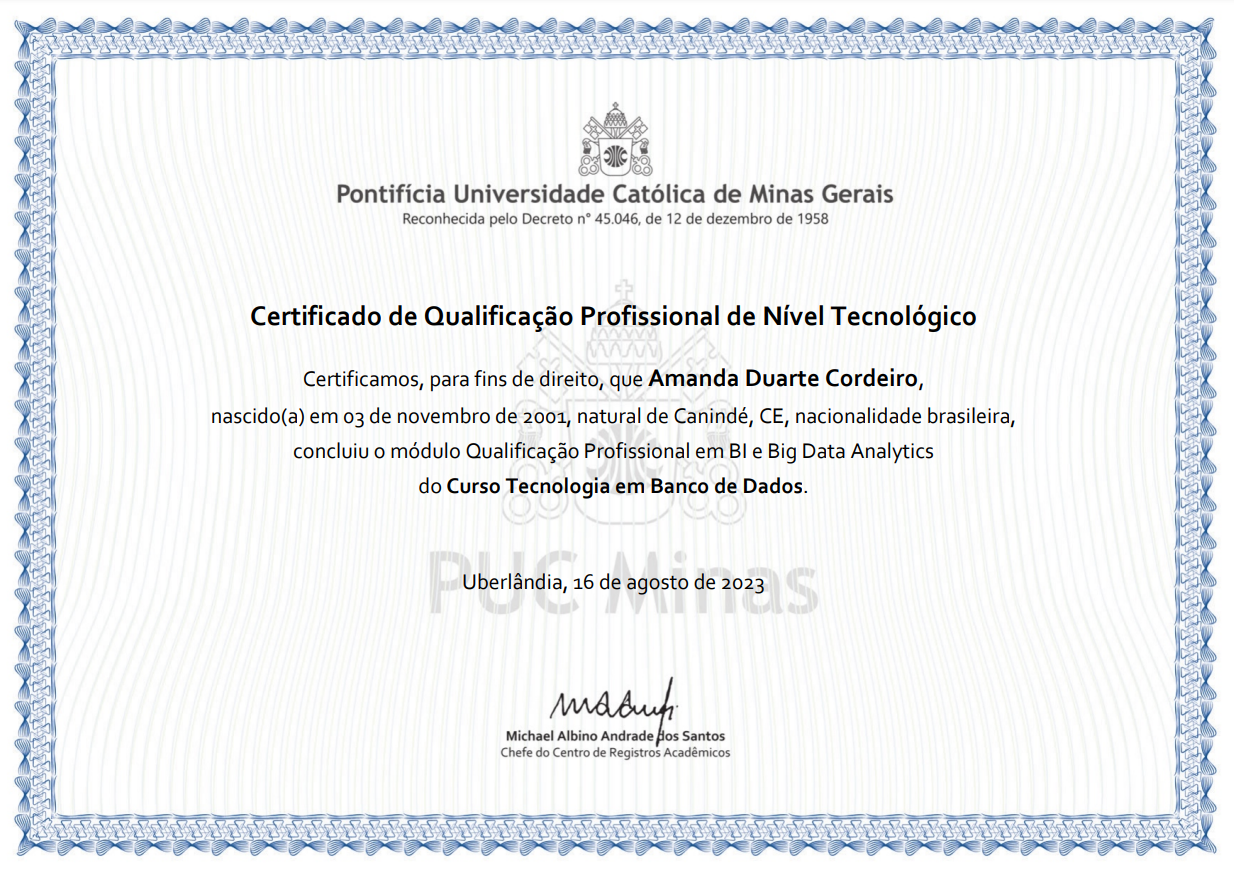 Pontifícia Universidade Católica de Minas Gerais
Reconhecida pelo Decreto n° 45.046, de 12 de dezembro de 1958
Certificado de Qualificação Profissional de Nível Tecnológico
Certificamos, para fins de direito, que Amanda Duarte Cordeiro,
nascido(a) em 03 de novembro de 2001, natural de Canindé, CE, nacionalidade brasileira,
concluiu o módulo Qualificação Profissional em BI e Big Data Analytics
do Curso Tecnologia em Banco de Dados.
PUC Minas
Uberlândia, 16 de agosto de 2023
Michael Albino Andrade dos Santos
Chefe do Centro de Registros Acadêmicos